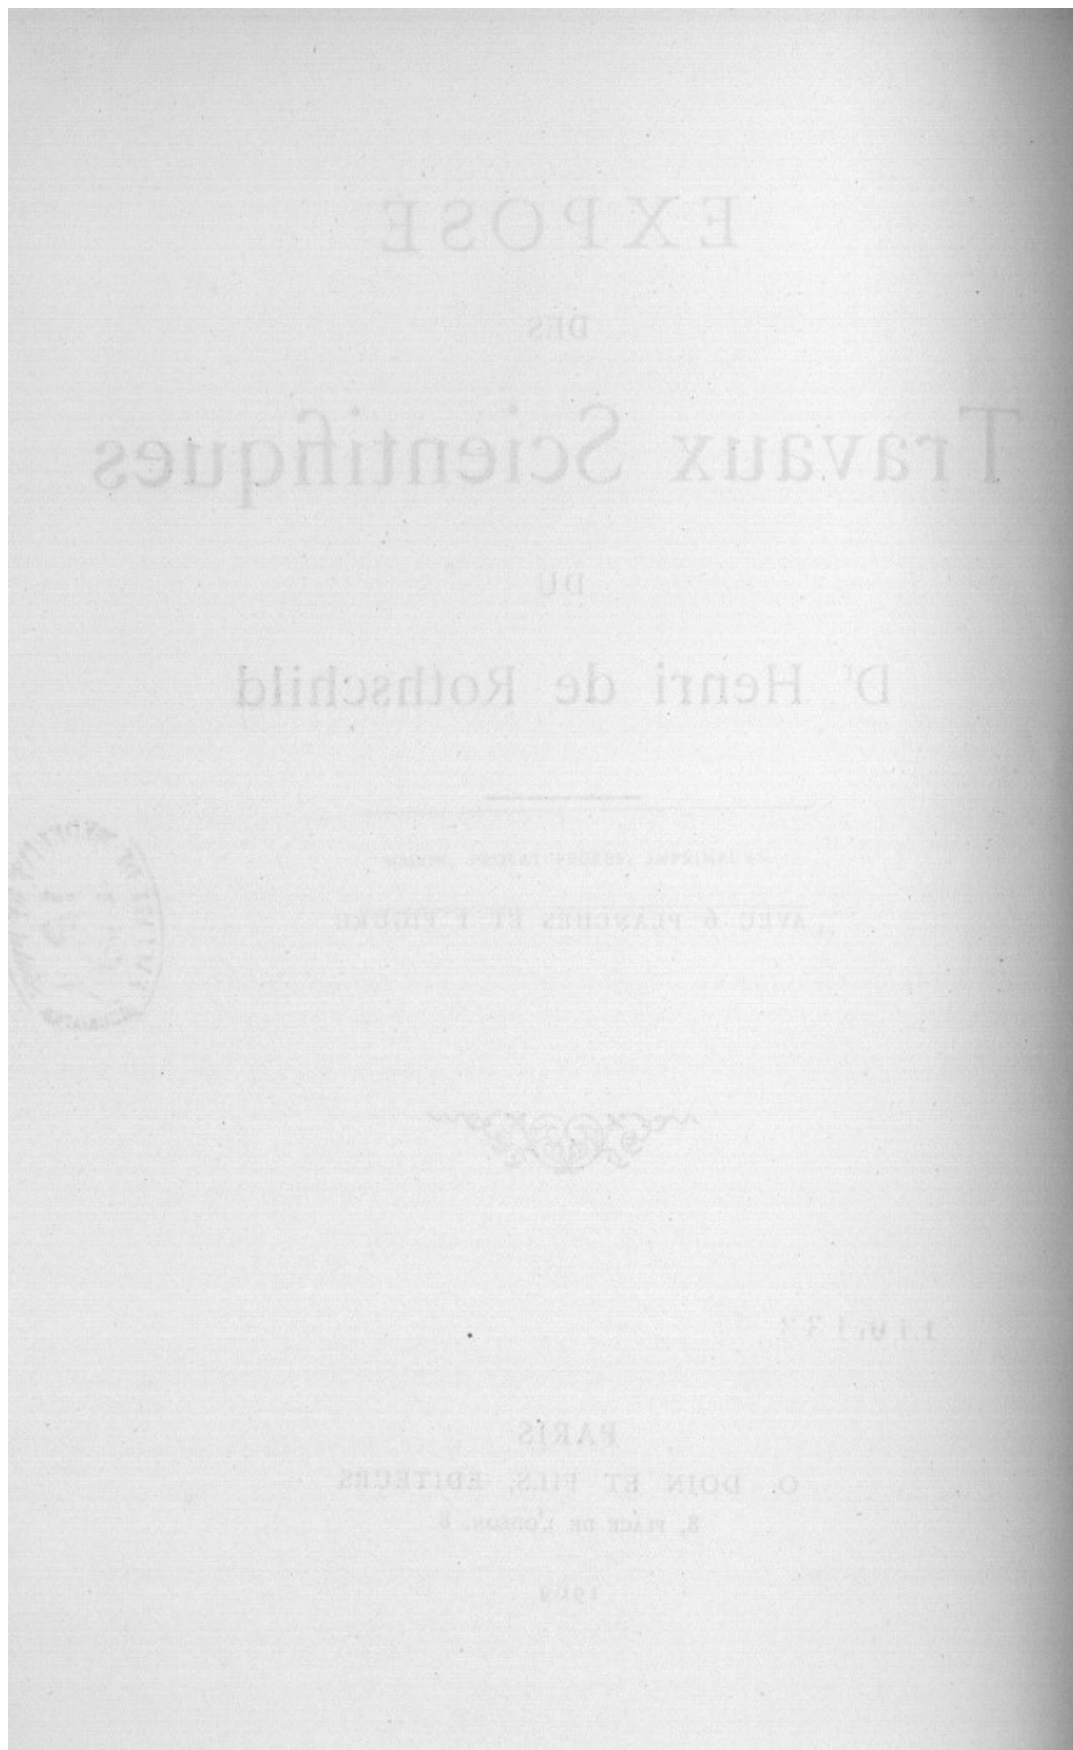 EXPOSÉ
DES
Travaux Scientifiques
DU
Dr Henri de Rothschild
AVEC 6 PLANCHES ET 1 FIGURE
PARIS
O. DOIN ET FILS, ÉDITEURS
8, PLACE DE L'ODÉON, 8
1909